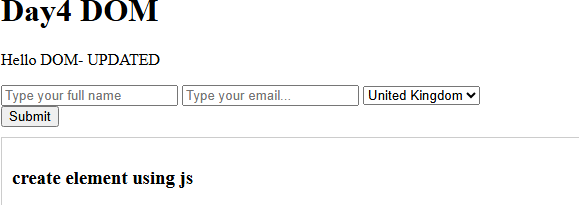 Day4 DOM
Hello DOM- UPDATED
Type your full name Type your email... United Kingdom
Submit
create element using js